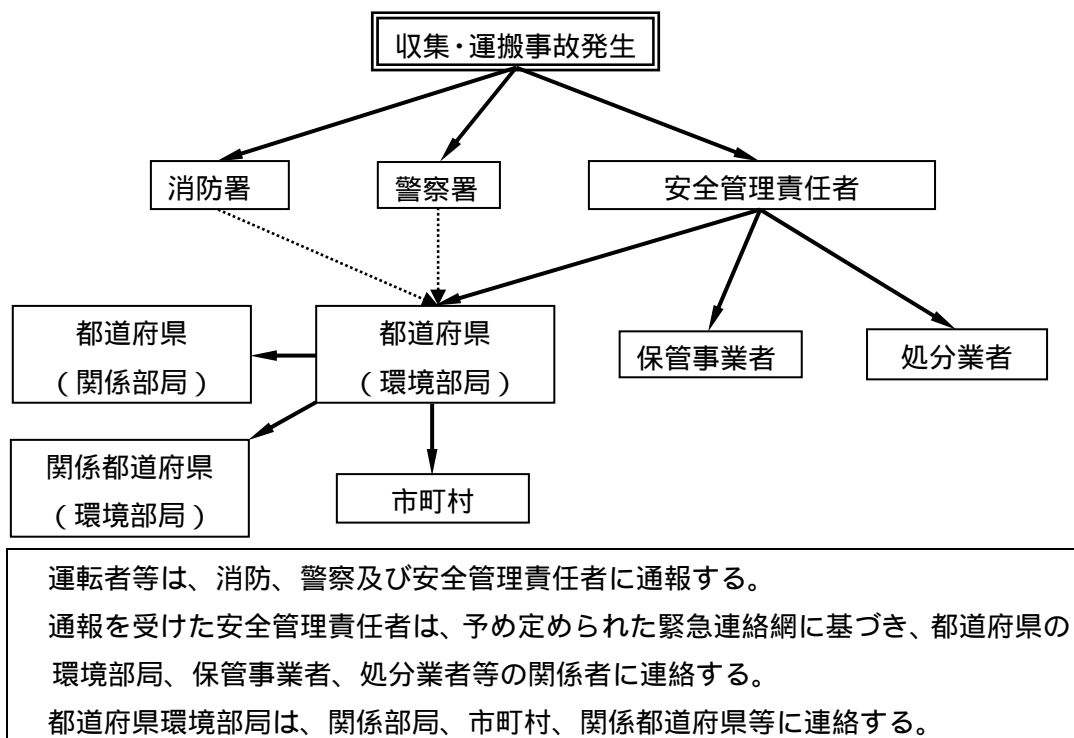 収集・運搬事故発生
消防署
警察署
安全管理責任者
都道府県
(関係部局)
都道府県
(環境部局)
保管事業者
処分業者
関係都道府県
(環境部局)
市町村
運転者等は、消防、警察及び安全管理責任者に通報する。
通報を受けた安全管理責任者は、予め定められた緊急連絡網に基づき、都道府県の
環境部局、保管事業者、処分業者等の関係者に連絡する。
都道府県環境部局は、関係部局、市町村、関係都道府県等に連絡する。